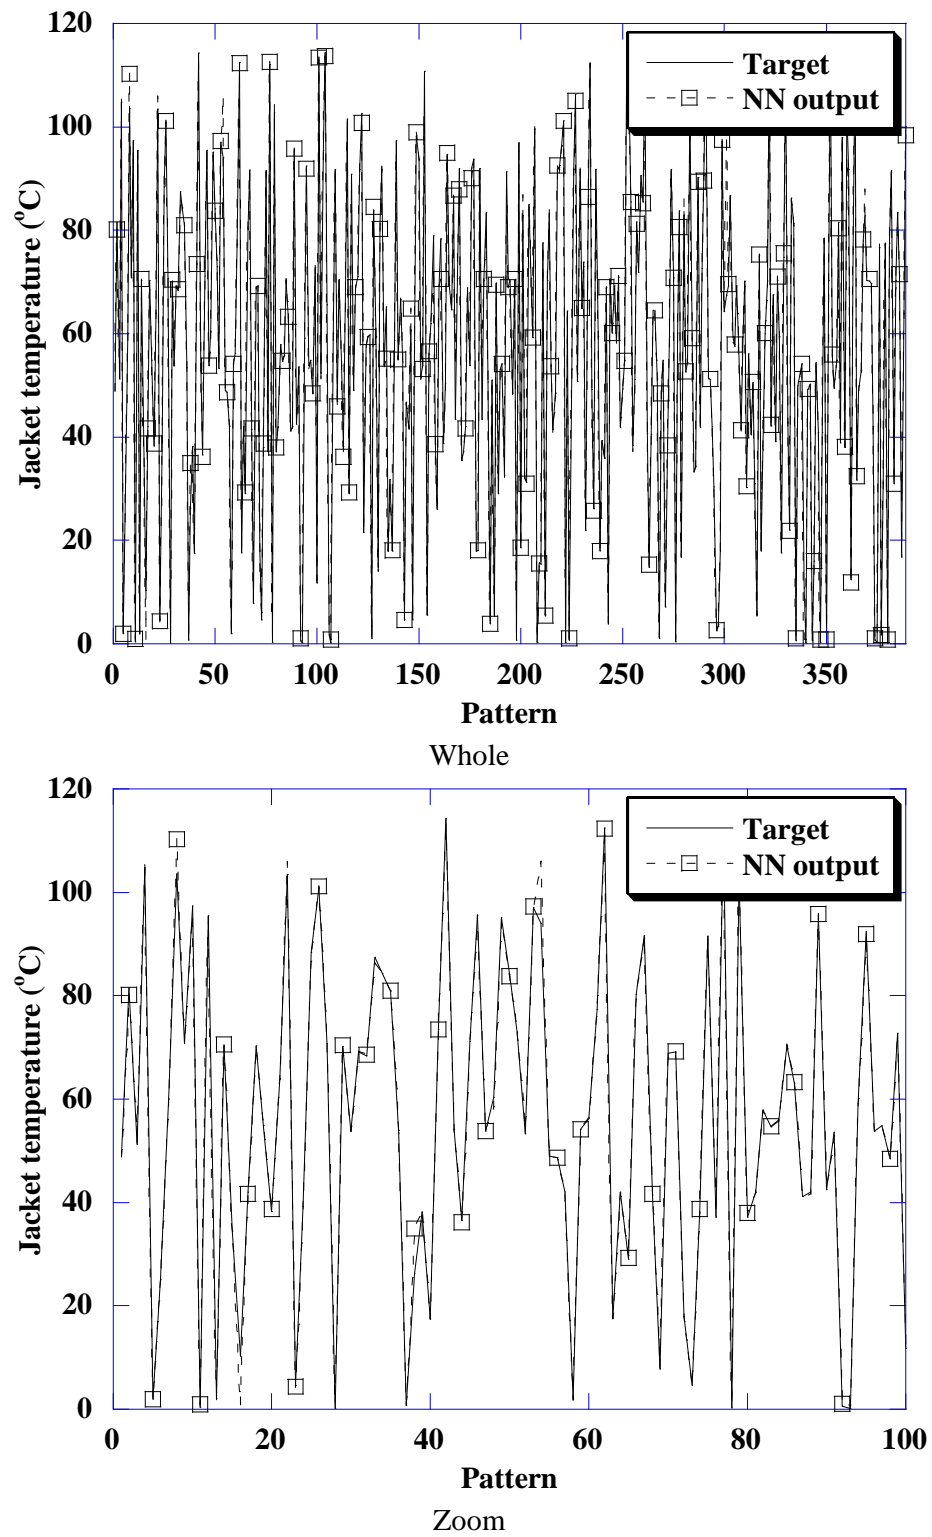 120
100
80
60
40
20
0
Jacket temperature (°C)
Target
NN output
0 50 100 150 200 250 300 350
Pattern
Whole
120
100
80
60
40
20
0
Jacket temperature (°C)
Target
NN output
0 20 40 60 80 100
Pattern
Zoom